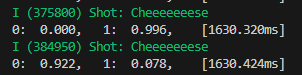 I (375800) Shot: Cheeeeeeese
0:  0.000,  1:  0.996,    [1630.320ms]
I (384950) Shot: Cheeeeeeese
0:  0.922,  1:  0.078,    [1630.424ms]